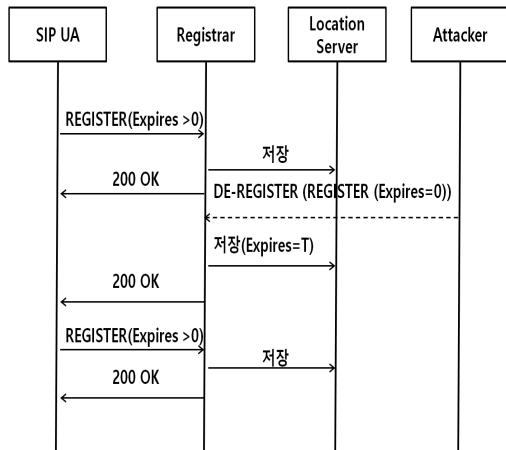 SIP UA
Registrar
Location
Server
Attacker
REGISTER(Expires >0)
저장
200 OK
DE-REGISTER (REGISTER (Expires=0))
저장(Expires=T)
200 OK
REGISTER(Expires >0)
저장
200 OK